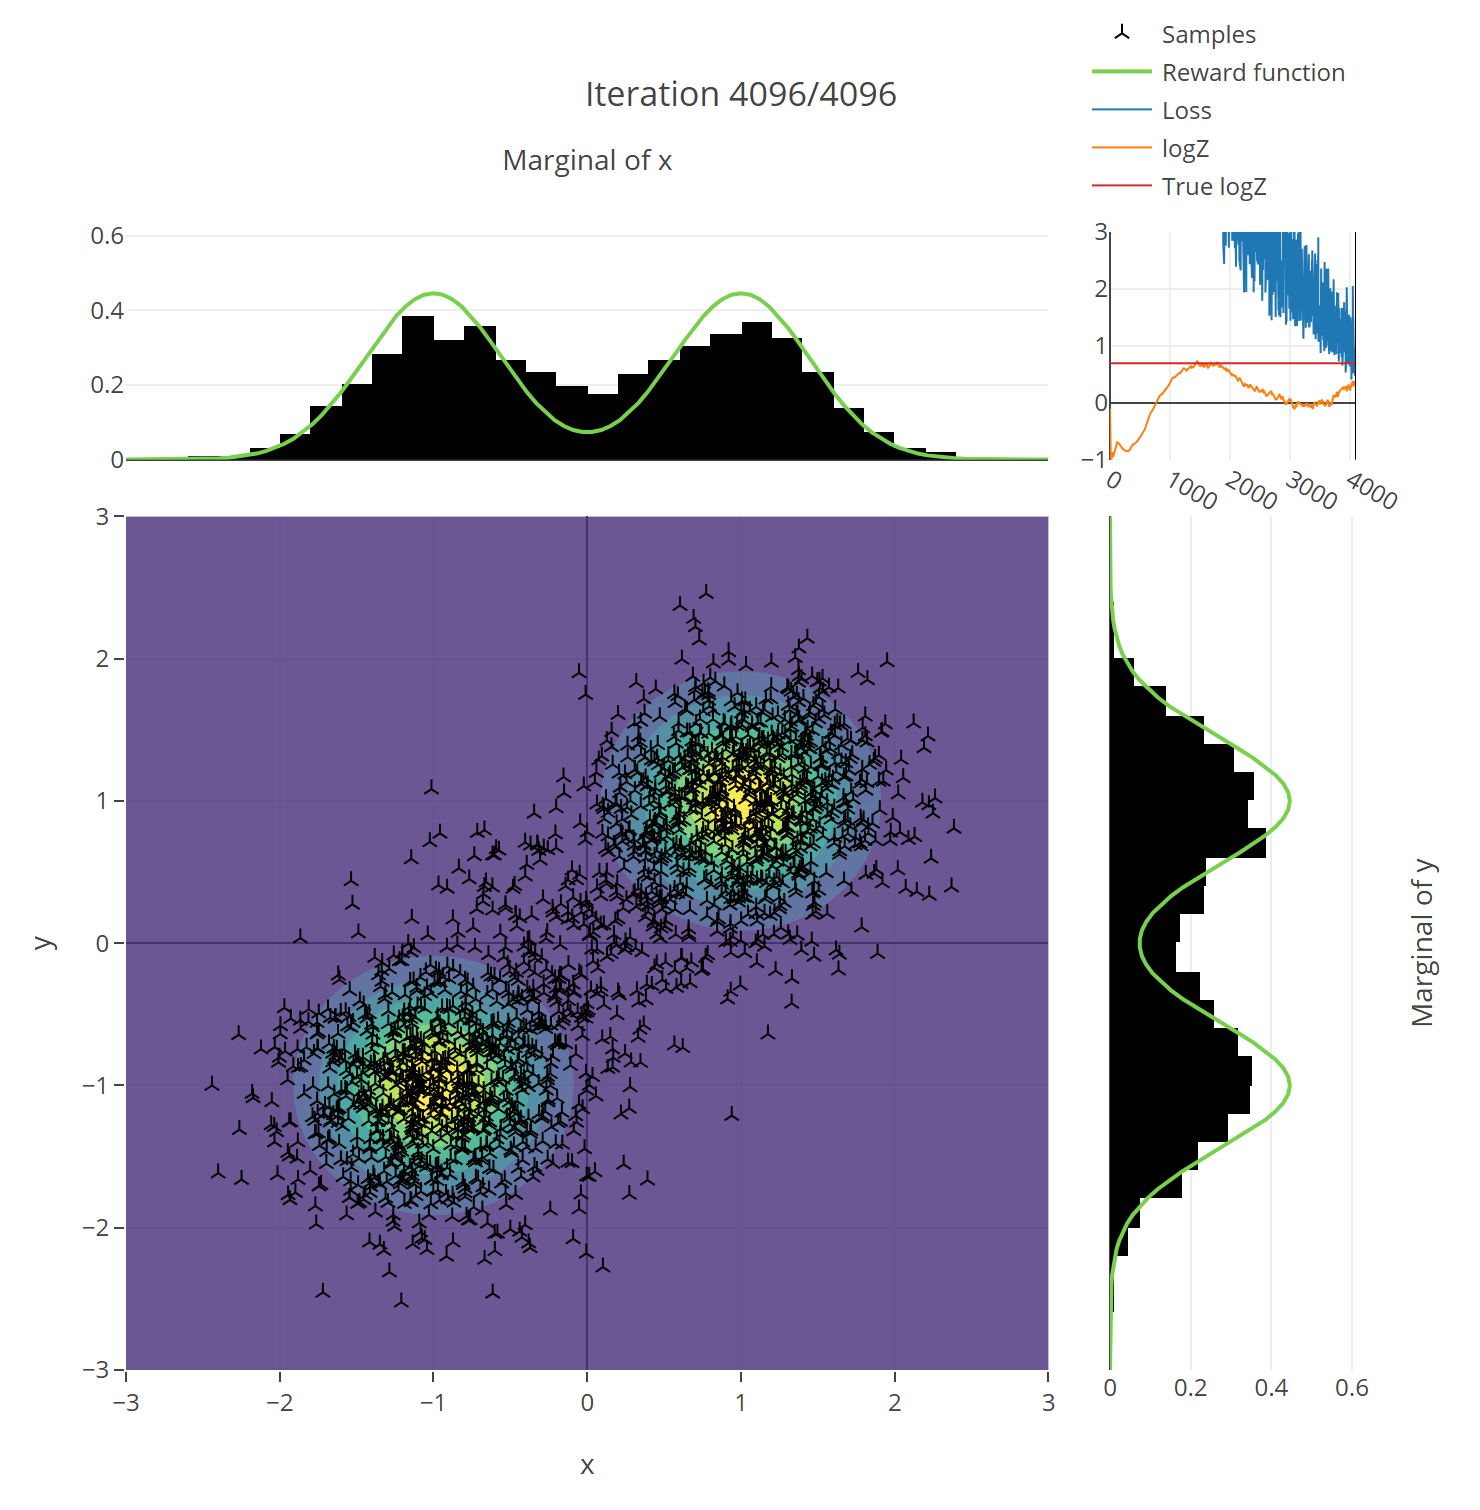 Samples
Reward function
Loss
logZ
True logZ
Iteration 4096/4096
Marginal of x
0.6
0.4
0.2
0
3
2
1
0
−1
0 1000 2000 3000 4000
3
2
1
0
−1
−2
−3
y
−3 −2 −1 0 1 2 3
x
0 0.2 0.4 0.6
Marginal of y